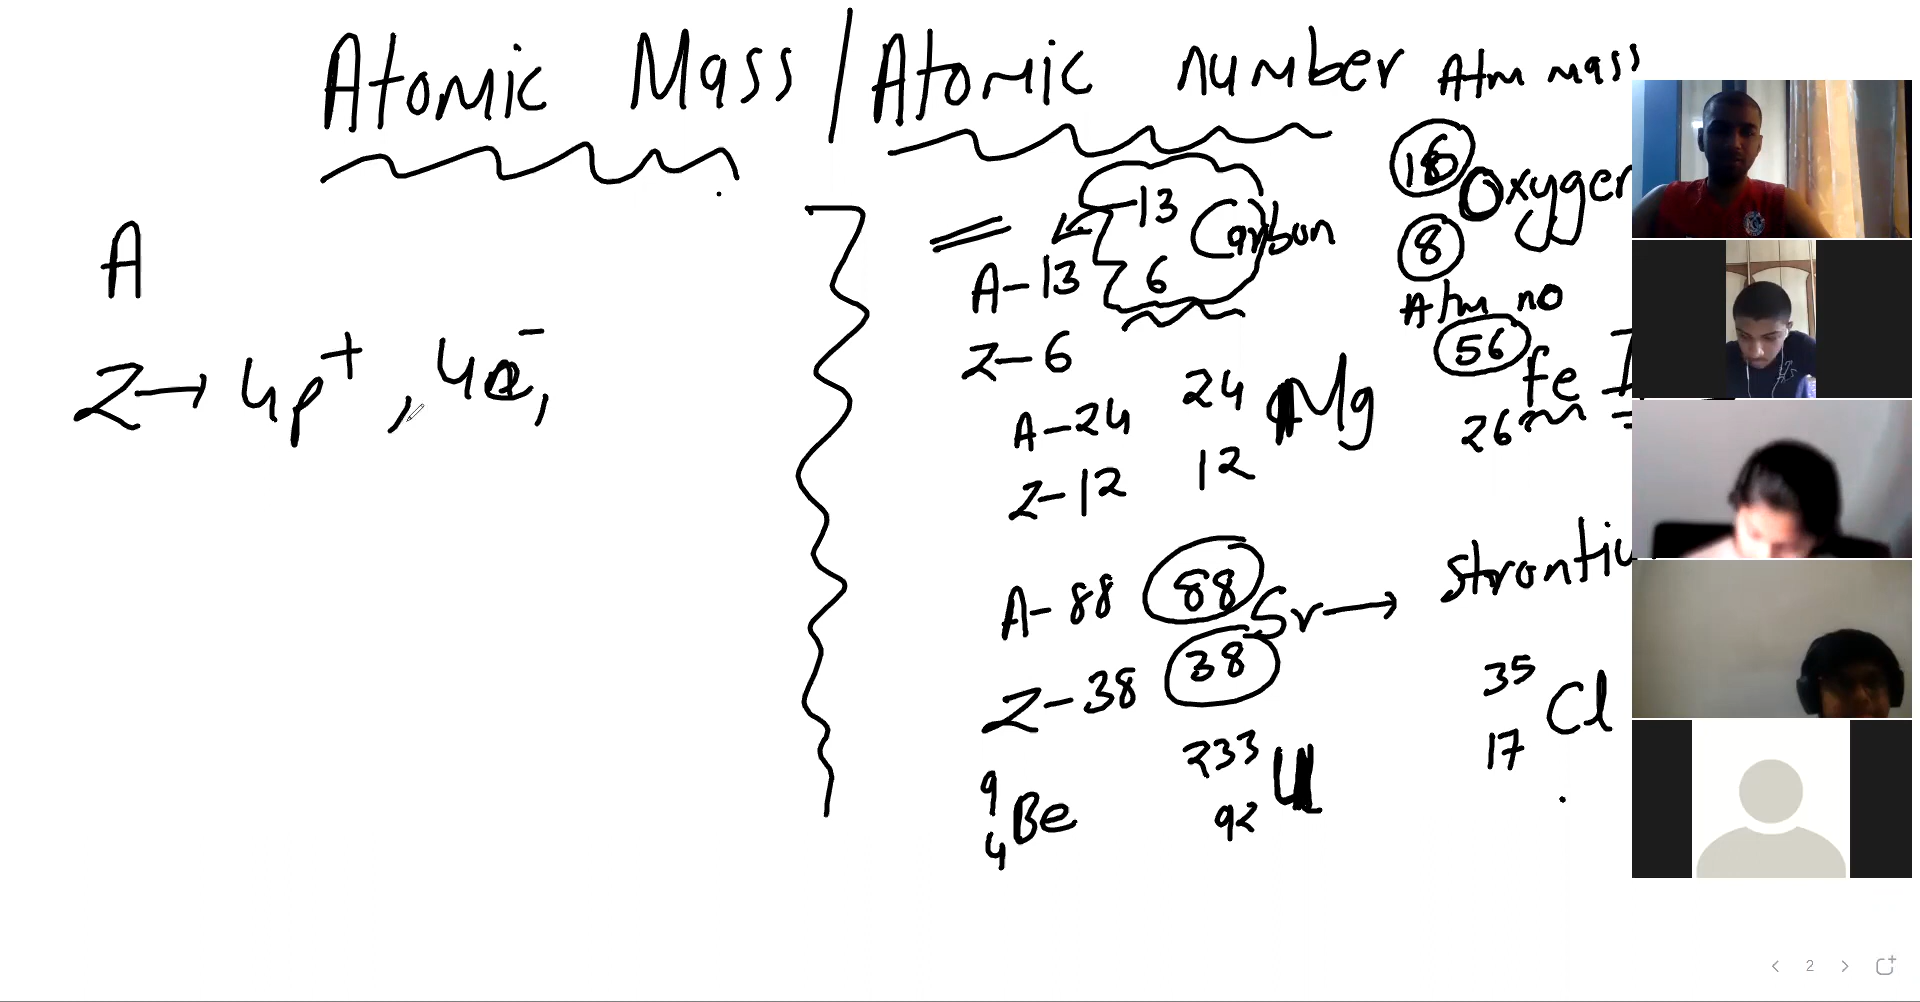 Atomic Mass / Atomic number
Atm mass
A
Z → 4p+, 4e-,
13
6
Carbon
A-13
Z-6
16
8
Oxygen
Atm no
24
12
Mg
A-24
Z-12
56
26
fe
A-88
Z-38
88
38
Sr → strontiu
9
4
Be
233
92
U
35
17
Cl
2